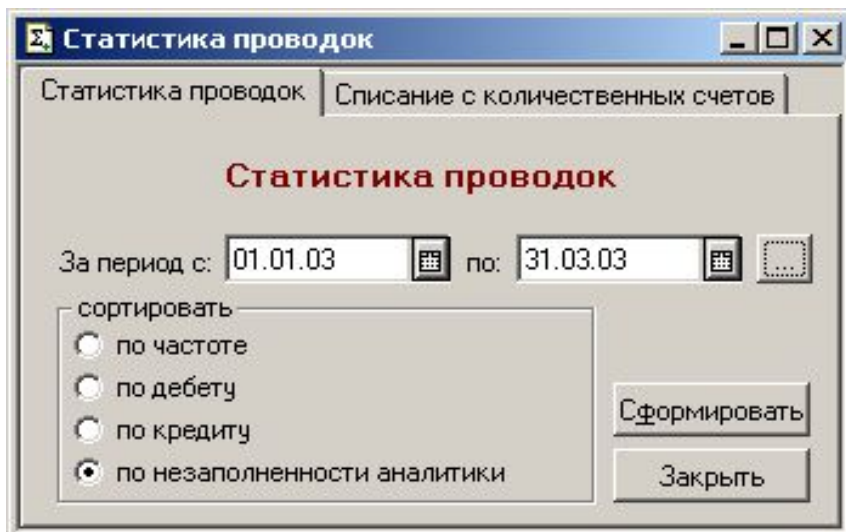 Статистика проводок
Статистика проводок Списание с количественных счетов
Статистика проводок
За период с: 01.01.03 по: 31.03.03 ...
сортировать
по частоте
по дебету
по кредиту
Сформировать
по незаполненности аналитики
Закрыть